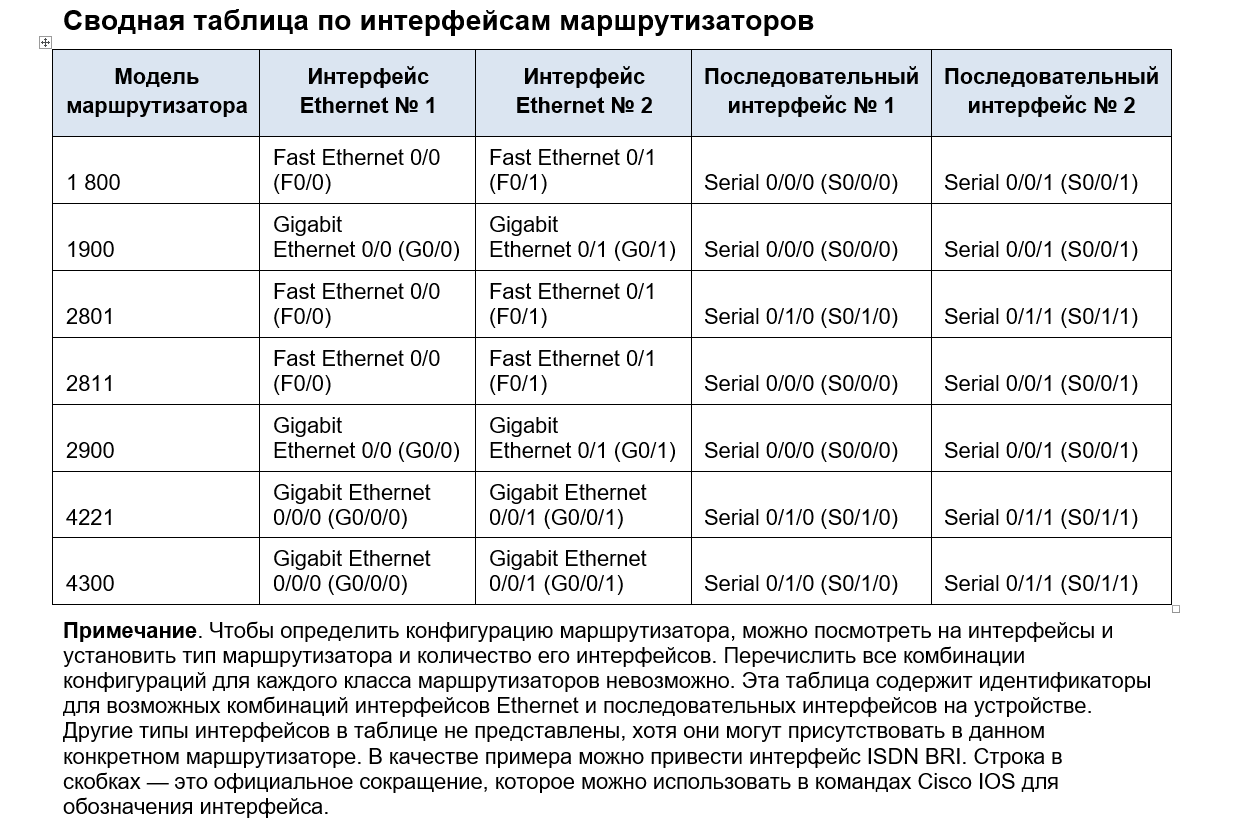 Сводная таблица по интерфейсам маршрутизаторов
Модель маршрутизатора
Интерфейс Ethernet № 1
Интерфейс Ethernet № 2
Последовательный интерфейс № 1
Последовательный интерфейс № 2
1 800
Fast Ethernet 0/0 (F0/0)
Fast Ethernet 0/1 (F0/1)
Serial 0/0/0 (S0/0/0)
Serial 0/0/1 (S0/0/1)
1900
Gigabit Ethernet 0/0 (G0/0)
Gigabit Ethernet 0/1 (G0/1)
Serial 0/0/0 (S0/0/0)
Serial 0/0/1 (S0/0/1)
2801
Fast Ethernet 0/0 (F0/0)
Fast Ethernet 0/1 (F0/1)
Serial 0/1/0 (S0/1/0)
Serial 0/1/1 (S0/1/1)
2811
Fast Ethernet 0/0 (F0/0)
Fast Ethernet 0/1 (F0/1)
Serial 0/0/0 (S0/0/0)
Serial 0/0/1 (S0/0/1)
2900
Gigabit Ethernet 0/0 (G0/0)
Gigabit Ethernet 0/1 (G0/1)
Serial 0/0/0 (S0/0/0)
Serial 0/0/1 (S0/0/1)
4221
Gigabit Ethernet 0/0/0 (G0/0/0)
Gigabit Ethernet 0/0/1 (G0/0/1)
Serial 0/1/0 (S0/1/0)
Serial 0/1/1 (S0/1/1)
4300
Gigabit Ethernet 0/0/0 (G0/0/0)
Gigabit Ethernet 0/0/1 (G0/0/1)
Serial 0/1/0 (S0/1/0)
Serial 0/1/1 (S0/1/1)
Примечание. Чтобы определить конфигурацию маршрутизатора, можно посмотреть на интерфейсы и
установить тип маршрутизатора и количество его интерфейсов. Перечислить все комбинации
конфигураций для каждого класса маршрутизаторов невозможно. Эта таблица содержит идентификаторы
для возможных комбинаций интерфейсов Ethernet и последовательных интерфейсов на устройстве.
Другие типы интерфейсов в таблице не представлены, хотя они могут присутствовать в данном
конкретном маршрутизаторе. В качестве примера можно привести интерфейс ISDN BRI. Строка в
скобках — это официальное сокращение, которое можно использовать в командах Cisco IOS для
обозначения интерфейса.